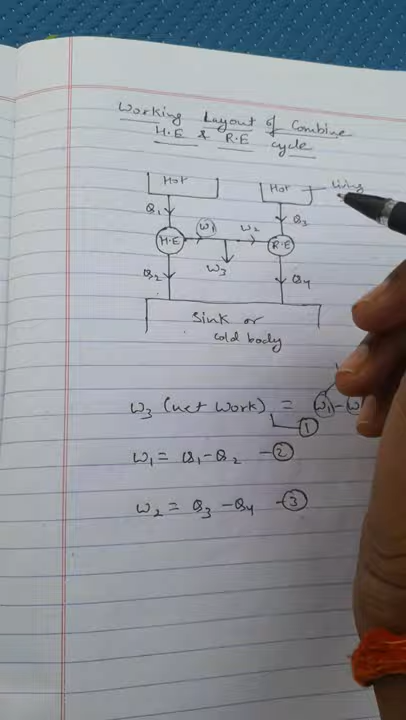 Working Layout of Combine
H.E & R.E cycle
Hot
Hot
Q1
W1
W2
Q3
H.E
R.E
W3
Q2
Q4
Sink or
cold body
W3 (net work) = W1 - W
1
W1 = Q1 - Q2 - 2
W2 = Q3 - Q4 - 3